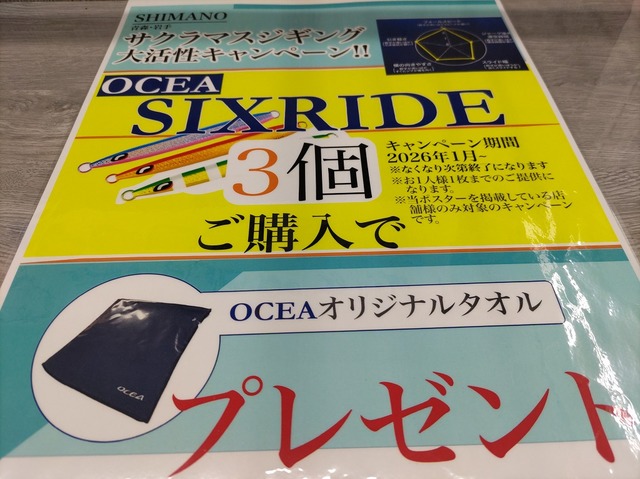 SHIMANO
青森・岩手
サクラマスジギング
大活性キャンペーン!!
OCEA
SIXRIDE
3個
ご購入で
キャンペーン期間
2026年1月~
※なくなり次第終了になります
※お1人様1枚までのご提供に
なります。
※当ポスターを掲載している店
舗様のみ対象のキャンペーン
です。
OCEAオリジナルタオル
OCEA
プレゼント